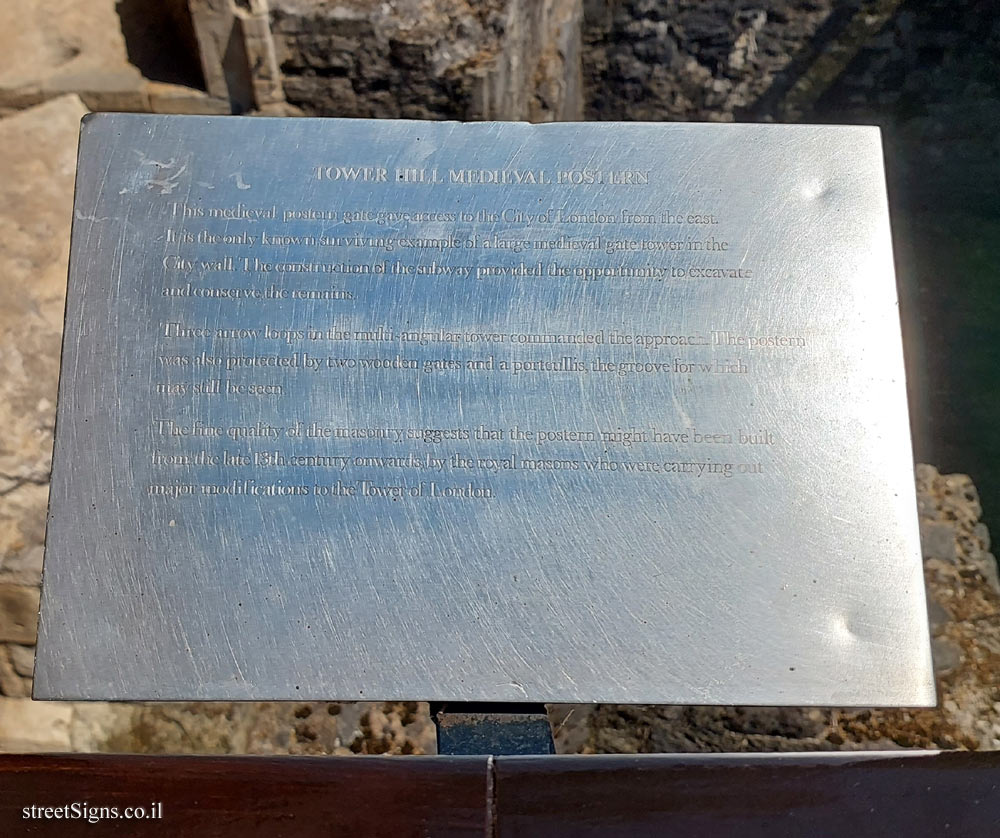 TOWER HILL MEDIEVAL POSTERN
This medieval postern gate gave access to the City of London from the east.
It is the only known surviving example of a large medieval gate tower in the
City wall. The construction of the subway provided the opportunity to excavate
and conserve the remains.
Three arrow loops in the multi-angular tower commanded the approach. The postern
was also protected by two wooden gates and a portcullis, the groove for which
may still be seen.
The fine quality of the masonry suggests that the postern might have been built
from the late 13th century onwards, by the royal masons who were carrying out
major modifications to the Tower of London.
streetSigns.co.il